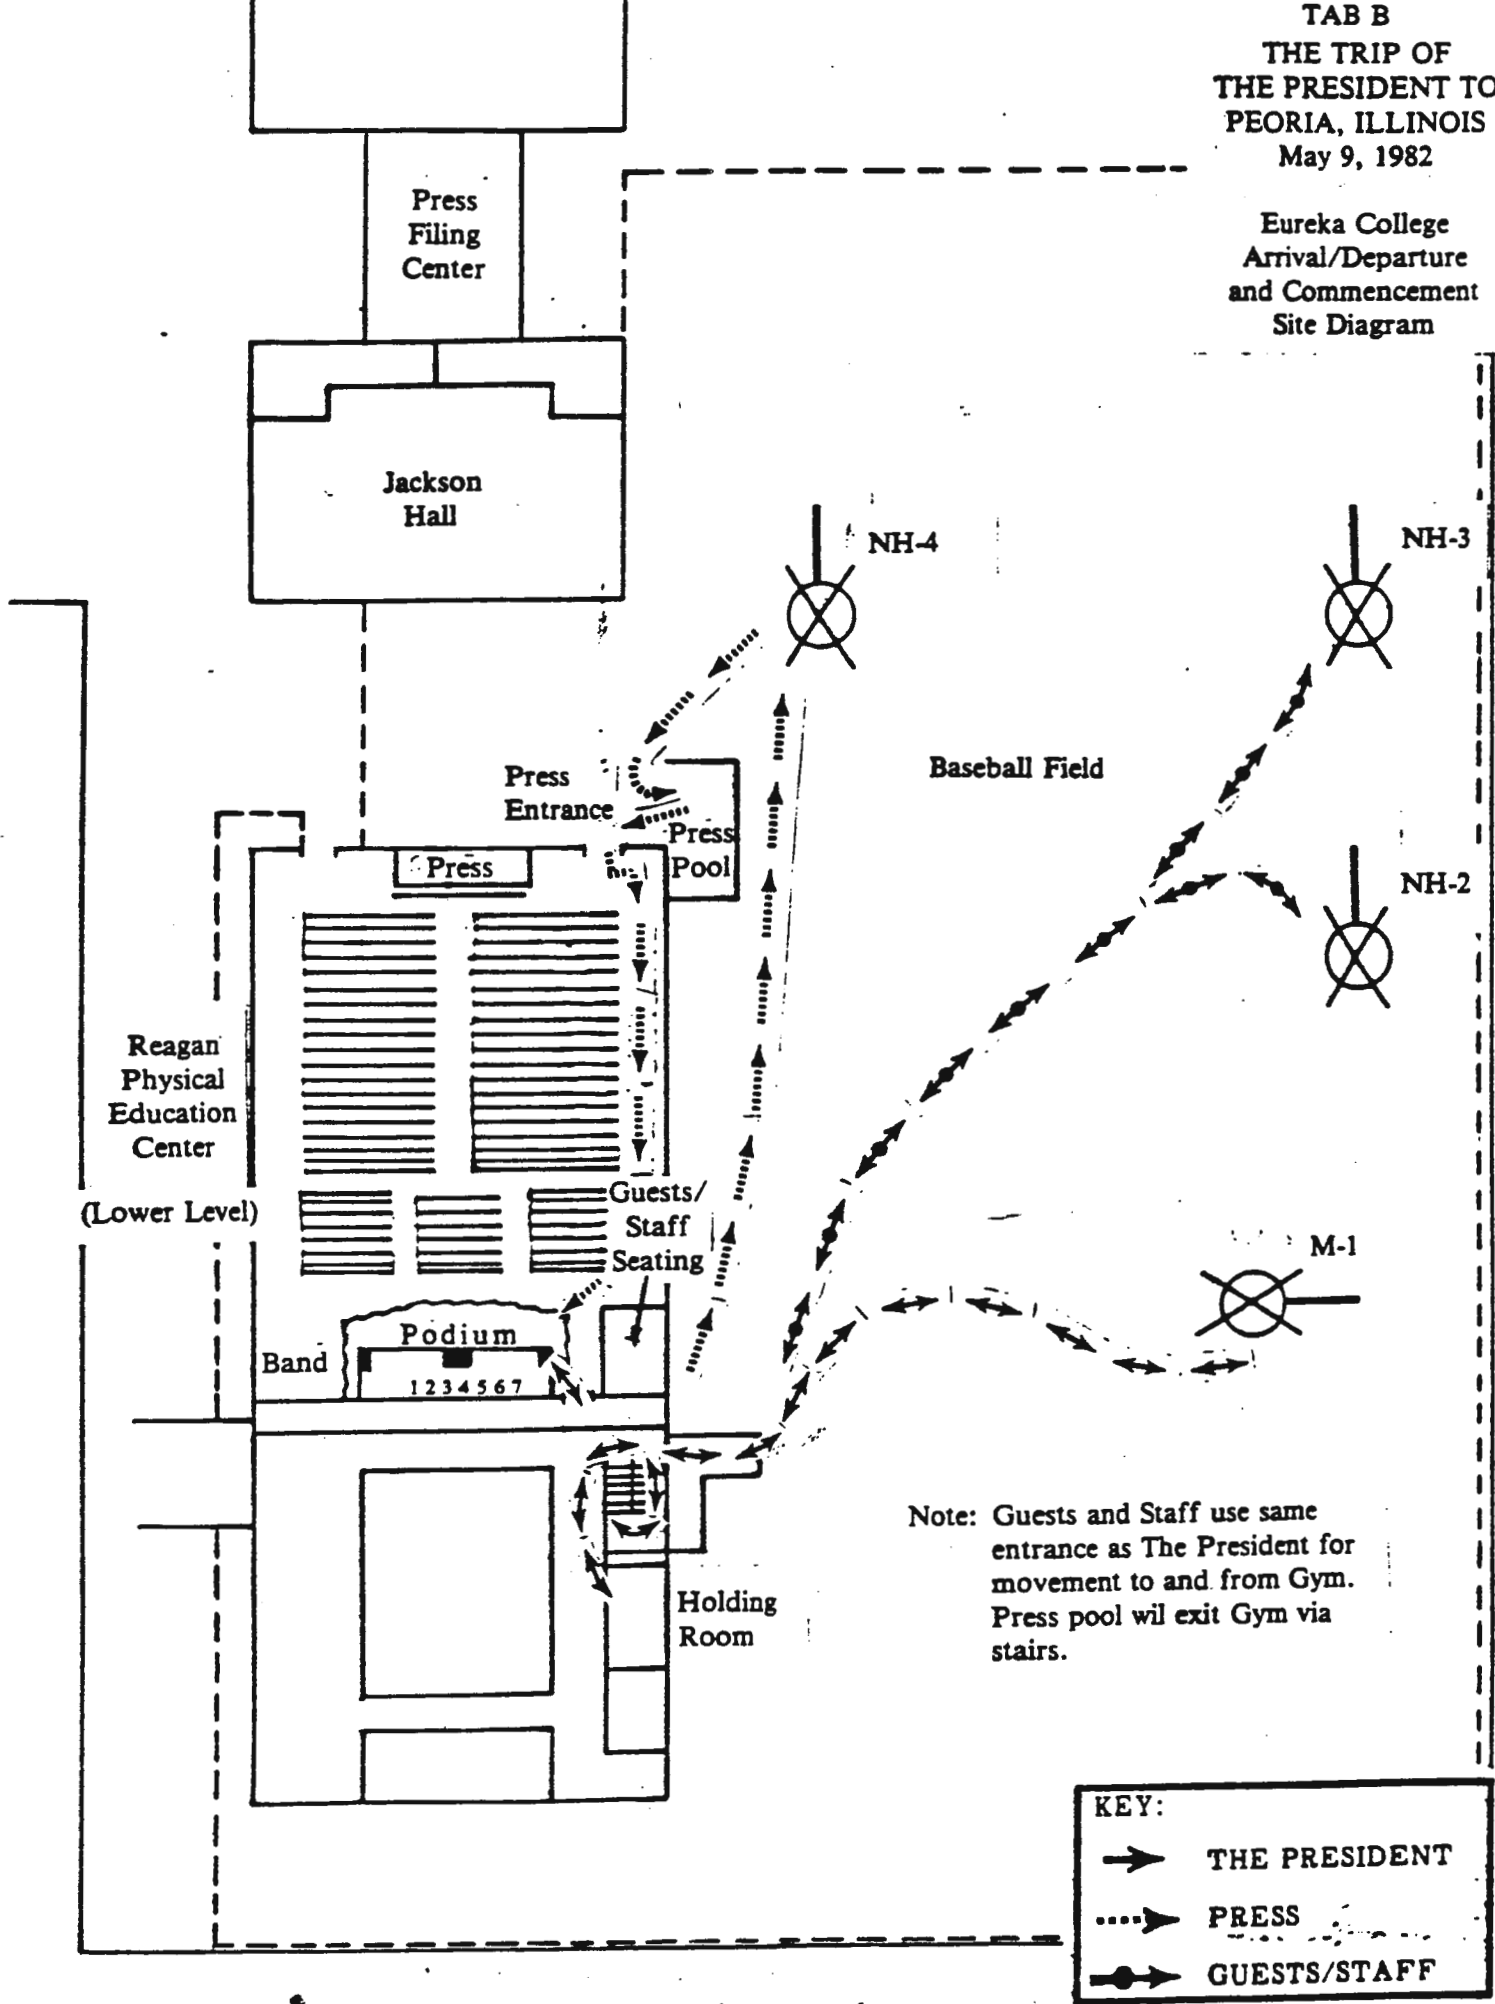 TAB B
THE TRIP OF
THE PRESIDENT TO
PEORIA, ILLINOIS
May 9, 1982
Eureka College
Arrival/Departure
and Commencement
Site Diagram
Press
Filing
Center
Jackson
Hall
NH-4
NH-3
Baseball Field
Press
Entrance
Press
Pool
Press
NH-2
Reagan
Physical
Education
Center
(Lower Level)
Guests/
Staff
Seating
M-1
Podium
Band
1 2 3 4 5 6 7
Note: Guests and Staff use same
entrance as The President for
movement to and from Gym.
Press pool wil exit Gym via
stairs.
Holding
Room
KEY:
THE PRESIDENT
PRESS
GUESTS/STAFF